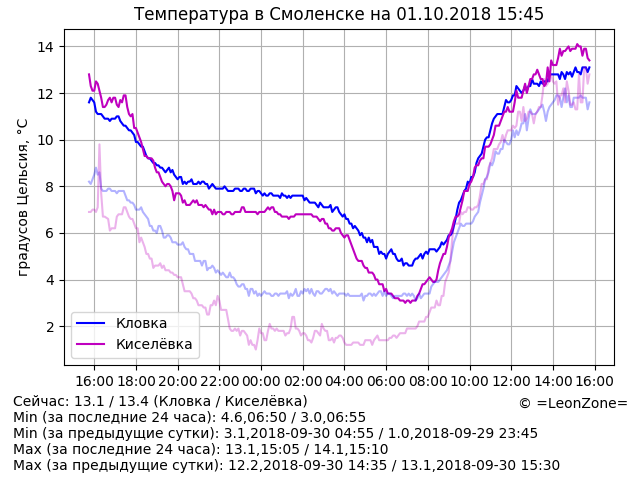 Температура в Смоленске на 01.10.2018 15:45
градусов Цельсия, °C
14
12
10
8
6
4
2
Кловка
Киселёвка
16:00 18:00 20:00 22:00 00:00 02:00 04:00 06:00 08:00 10:00 12:00 14:00 16:00
Сейчас: 13.1 / 13.4 (Кловка / Киселёвка)
© =LeonZone=
Min (за последние 24 часа): 4.6,06:50 / 3.0,06:55
Min (за предыдущие сутки): 3.1,2018-09-30 04:55 / 1.0,2018-09-29 23:45
Max (за последние 24 часа): 13.1,15:05 / 14.1,15:10
Max (за предыдущие сутки): 12.2,2018-09-30 14:35 / 13.1,2018-09-30 15:30